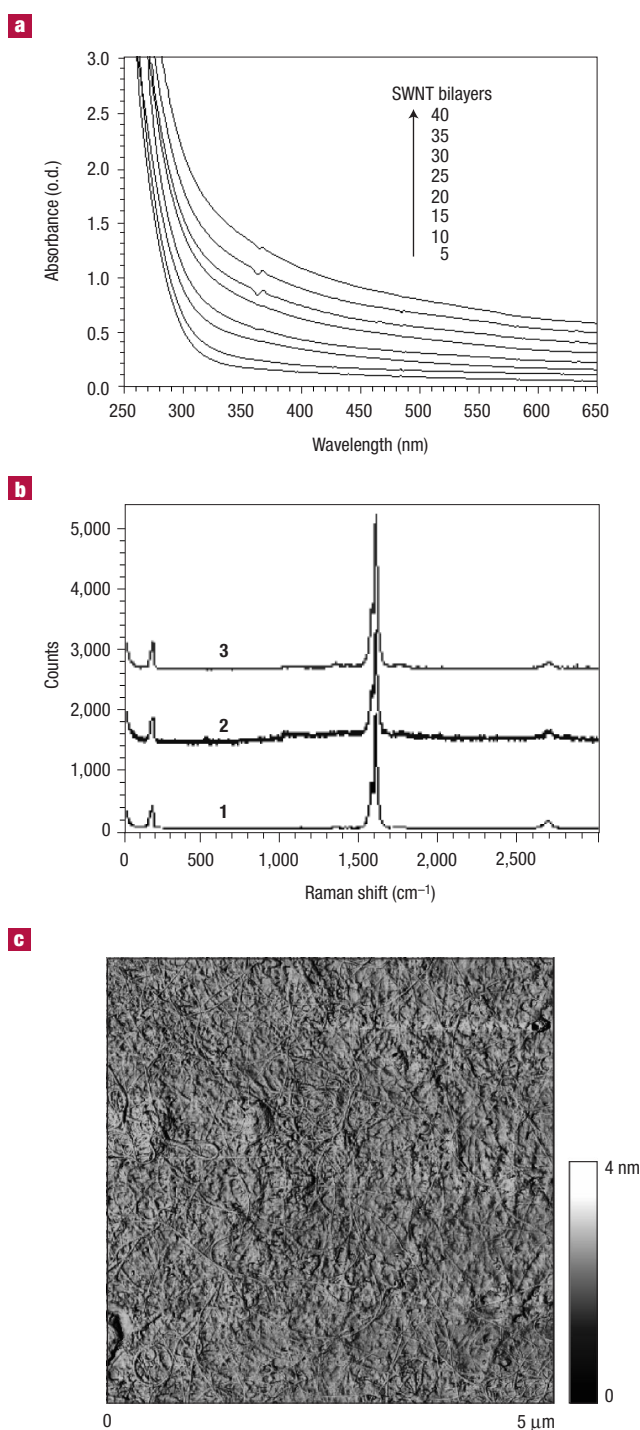 a
3.0
2.5
2.0
1.5
1.0
0.5
0.0
Absorbance (o.d.)
SWNT bilayers
40
35
30
25
20
15
10
5
250 300 350 400 450 500 550 600 650
Wavelength (nm)
b
5,000
4,000
3,000
2,000
1,000
0
Counts
3
2
1
0 500 1,000 1,500 2,000 2,500
Raman shift (cm⁻¹)
c
4 nm
0
0 5 µm